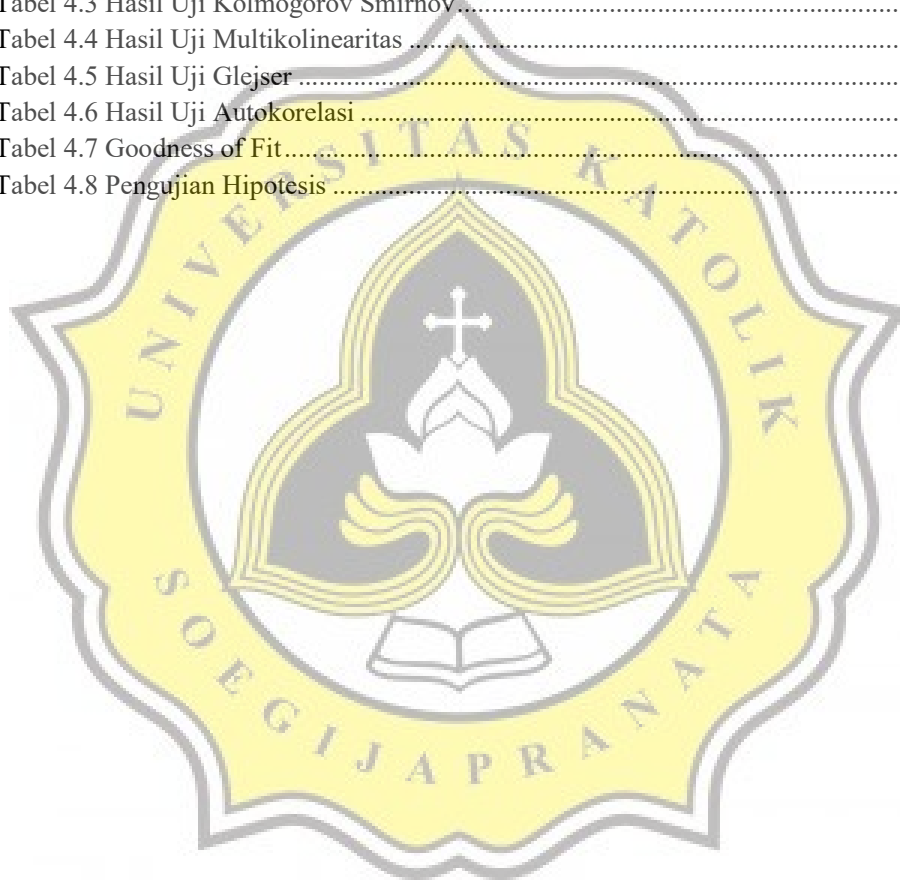 Tabel 4.3 Hasil Uji Kolmogorov Smirnov..............................................................
Tabel 4.4 Hasil Uji Multikolinearitas .....................................................................
Tabel 4.5 Hasil Uji Glejser .....................................................................................
Tabel 4.6 Hasil Uji Autokorelasi ............................................................................
Tabel 4.7 Goodness of Fit.......................................................................................
Tabel 4.8 Pengujian Hipotesis ................................................................................
UNIVERSITAS KATOLIK
SOEGIJAPRANATA